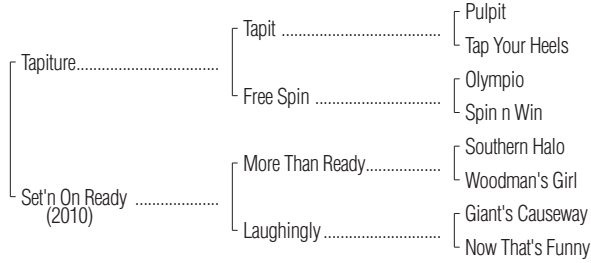 Pulpit
Tapit ........................................
Tap Your Heels
Tapiture..................................
Olympio
Free Spin .....................................
Spin n Win
Southern Halo
More Than Ready.......................
Woodman's Girl
Set'n On Ready ....................
(2010)
Giant's Causeway
Laughingly ...................................
Now That's Funny